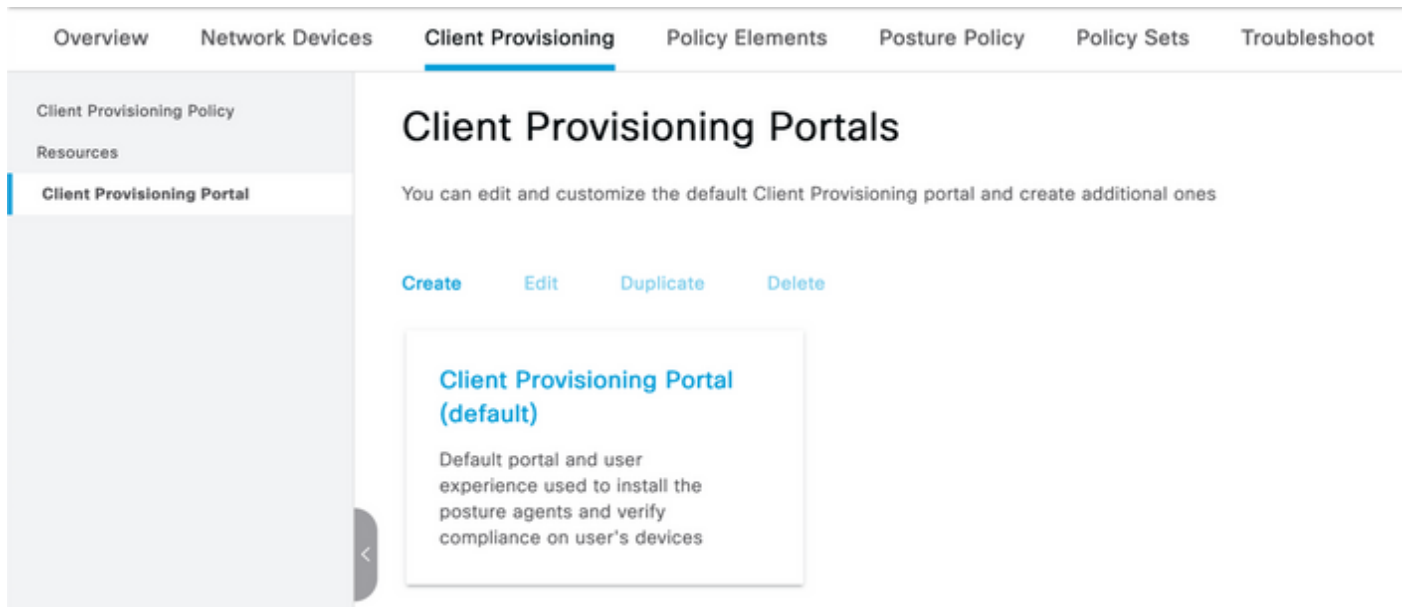 Overview Network Devices Client Provisioning Policy Elements Posture Policy Policy Sets Troubleshoot
Client Provisioning Policy
Resources
Client Provisioning Portal
Client Provisioning Portals
You can edit and customize the default Client Provisioning portal and create additional ones
Create Edit Duplicate Delete
Client Provisioning Portal
(default)
Default portal and user
experience used to install the
posture agents and verify
compliance on user's devices